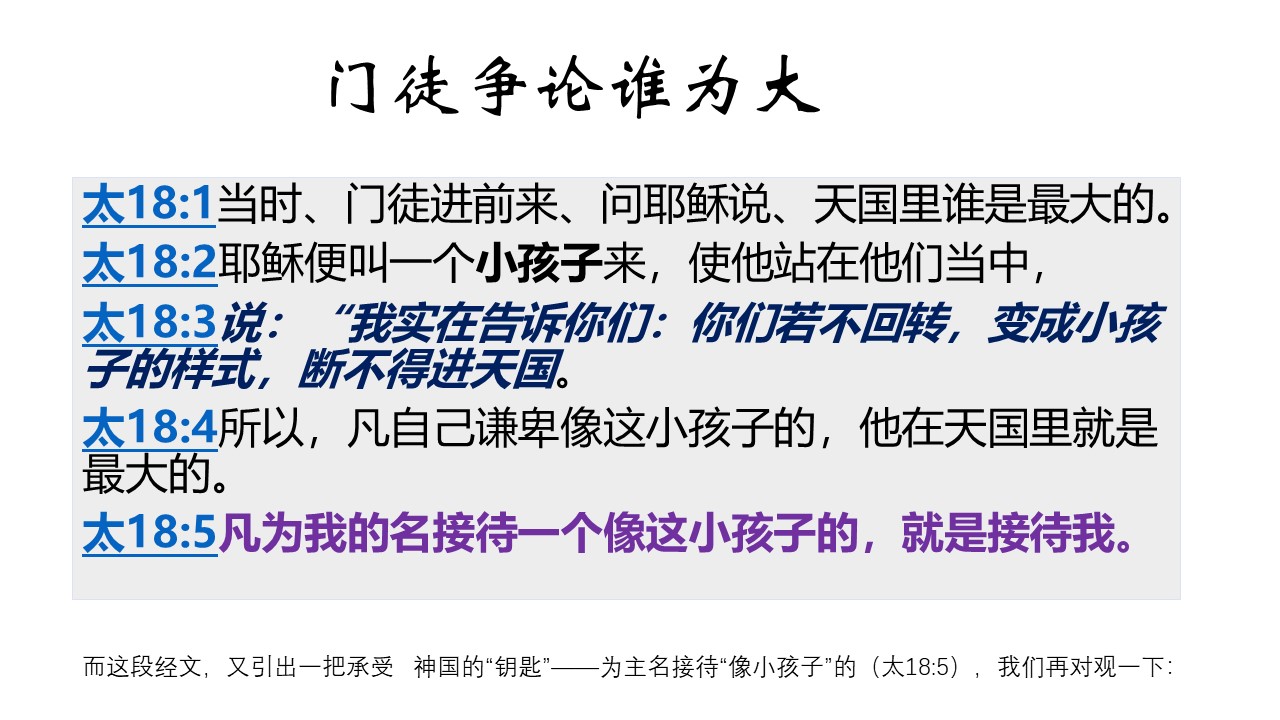 门徒争论谁为大
太18:1当时、门徒进前来、问耶稣说、天国里谁是最大的。
太18:2耶稣便叫一个小孩子来，使他站在他们当中，
太18:3说：“我实在告诉你们：你们若不回转，变成小孩
子的样式，断不得进天国。
太18:4所以，凡自己谦卑像这小孩子的，他在天国里就是
最大的。
太18:5凡为我的名接待一个像这小孩子的，就是接待我。
而这段经文，又引出一把承受  神国的“钥匙”——为主名接待“像小孩子”的（太18:5），我们再对观一下：